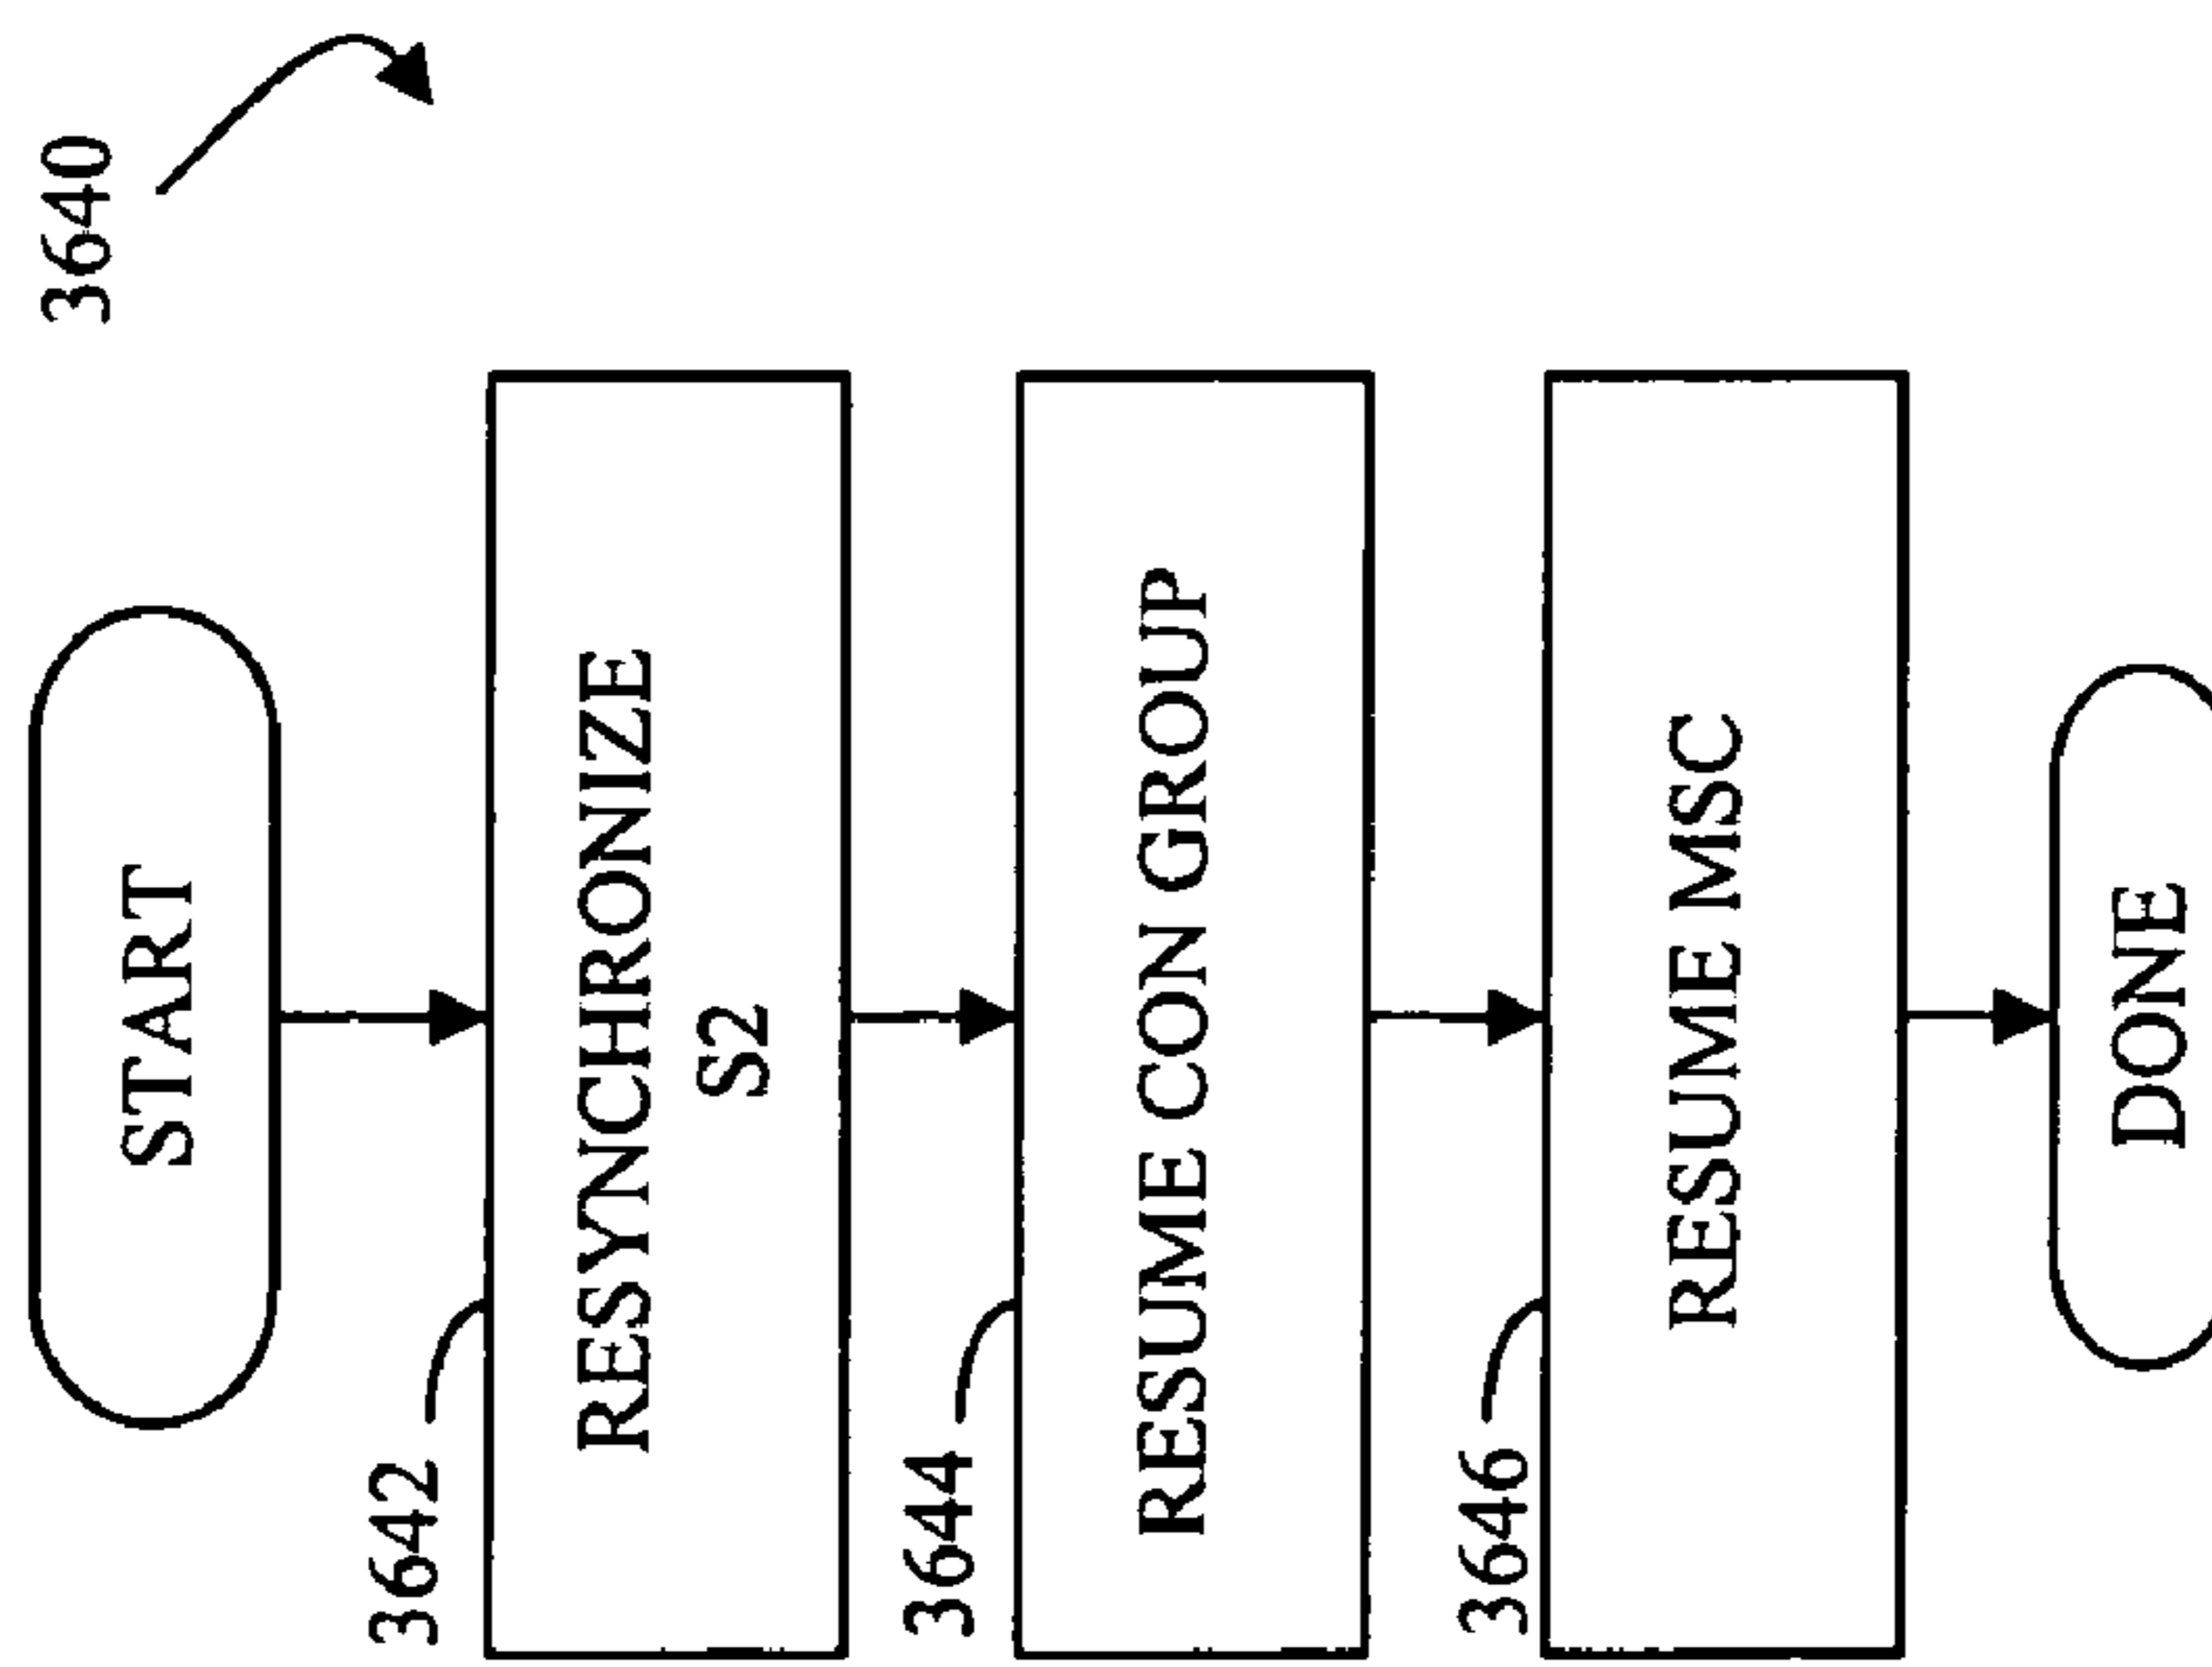 3640
START
3642
RESYNCHRONIZE
S2
3644
RESUME CON GROUP
3646
RESUME MSC
DONE